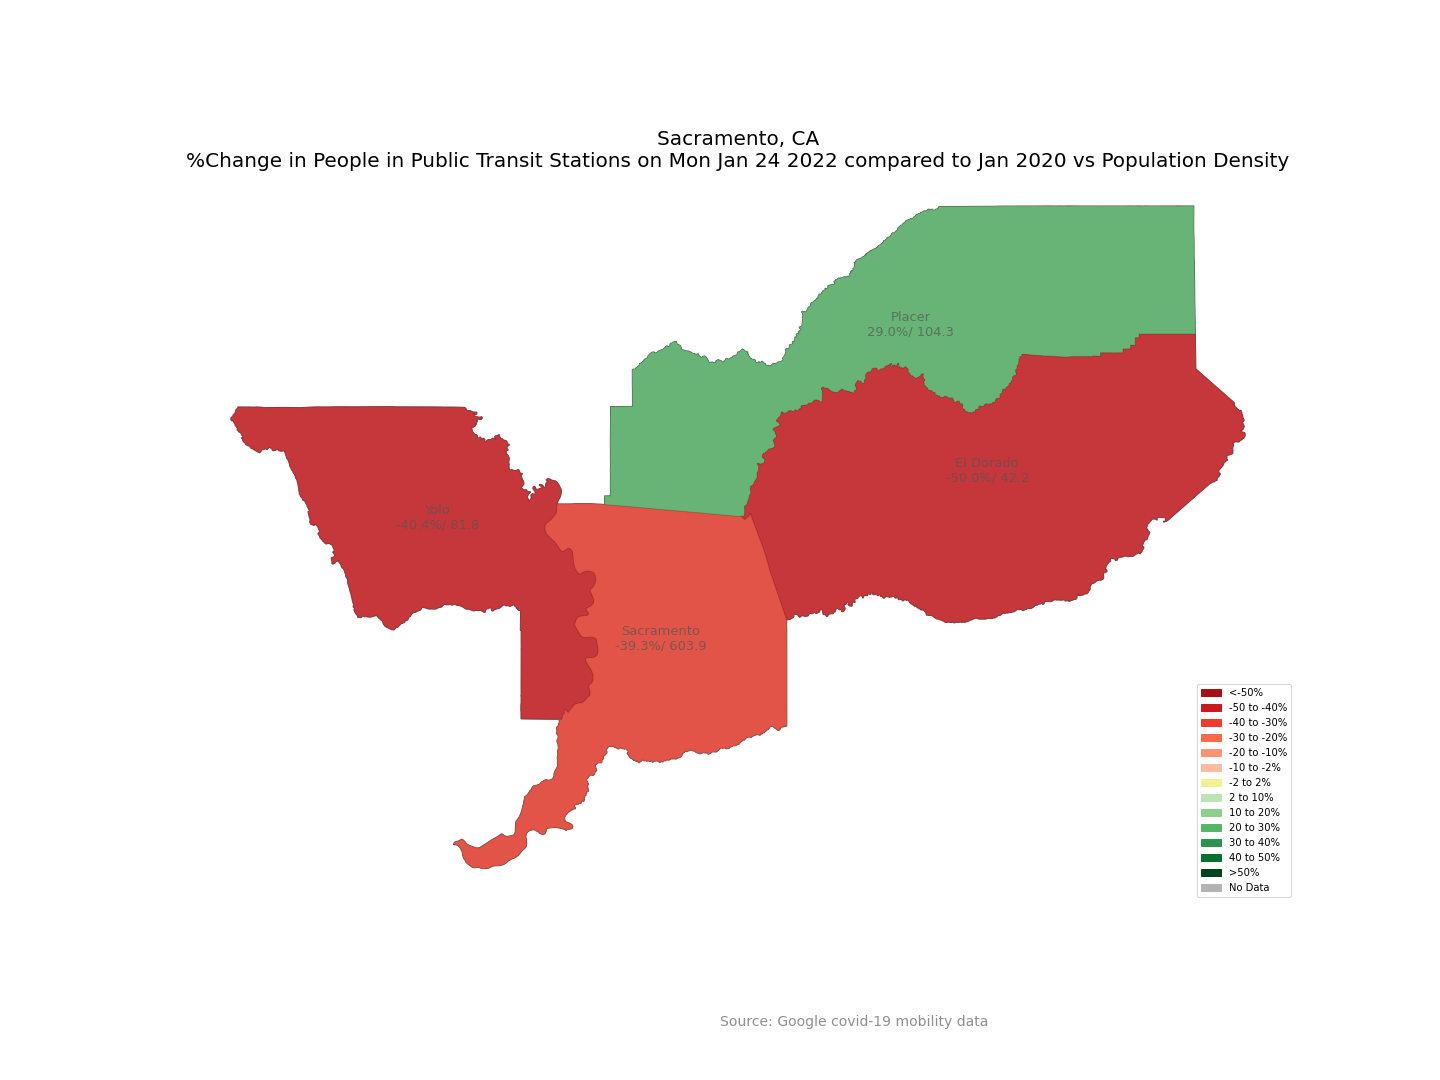 Sacramento, CA
%Change in People in Public Transit Stations on Mon Jan 24 2022 compared to Jan 2020 vs Population Density
Placer
29.0%/ 104.3
El Dorado
-50.0%/ 42.2
Yolo
-40.4%/ 81.8
Sacramento
-39.3%/ 603.9
<-50%
-50 to -40%
-40 to -30%
-30 to -20%
-20 to -10%
-10 to -2%
-2 to 2%
2 to 10%
10 to 20%
20 to 30%
30 to 40%
40 to 50%
>50%
No Data
Source: Google covid-19 mobility data